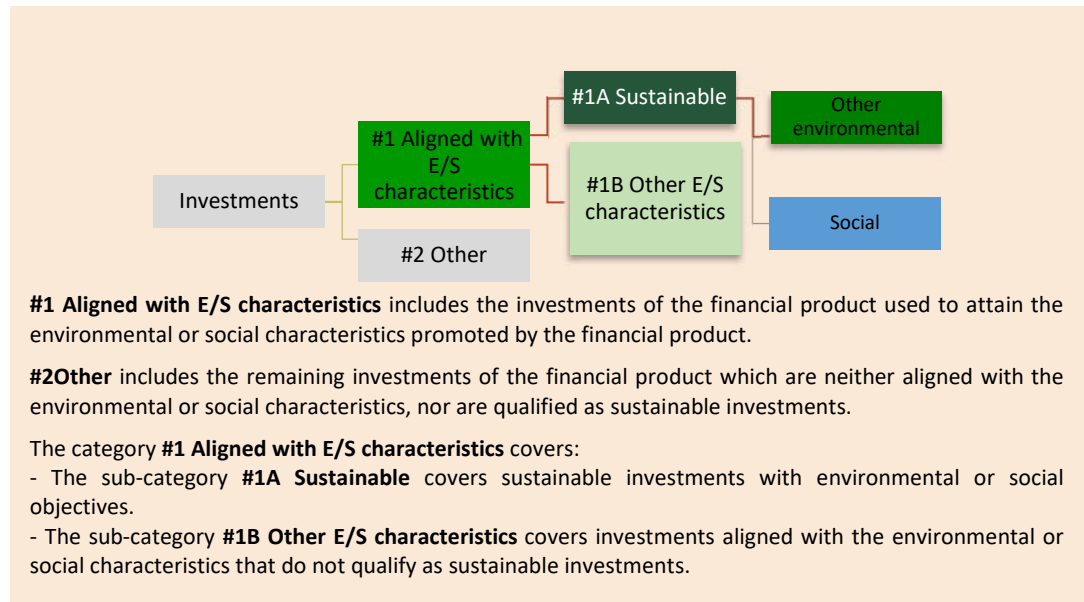 #1A Sustainable
Other
environmental
#1 Aligned with
E/S
characteristics
#1B Other E/S
characteristics
Investments
Social
#2 Other
#1 Aligned with E/S characteristics includes the investments of the financial product used to attain the
environmental or social characteristics promoted by the financial product.
#2Other includes the remaining investments of the financial product which are neither aligned with the
environmental or social characteristics, nor are qualified as sustainable investments.
The category #1 Aligned with E/S characteristics covers:
- The sub-category #1A Sustainable covers sustainable investments with environmental or social
objectives.
- The sub-category #1B Other E/S characteristics covers investments aligned with the environmental or
social characteristics that do not qualify as sustainable investments.